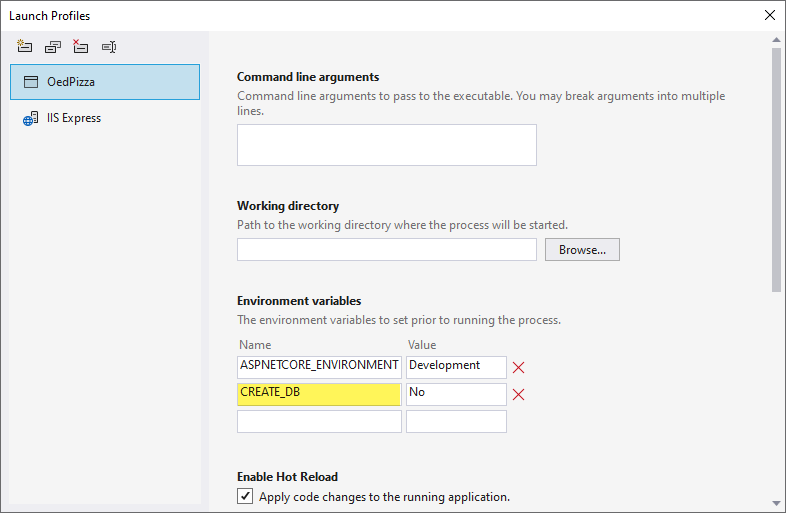 Launch Profiles
OedPizza
IIS Express
Command line arguments
Command line arguments to pass to the executable. You may break arguments into multiple
lines.
Working directory
Path to the working directory where the process will be started.
Browse...
Environment variables
The environment variables to set prior to running the process.
Name Value
ASPNETCORE_ENVIRONMENT Development
CREATE_DB No
Enable Hot Reload
Apply code changes to the running application.